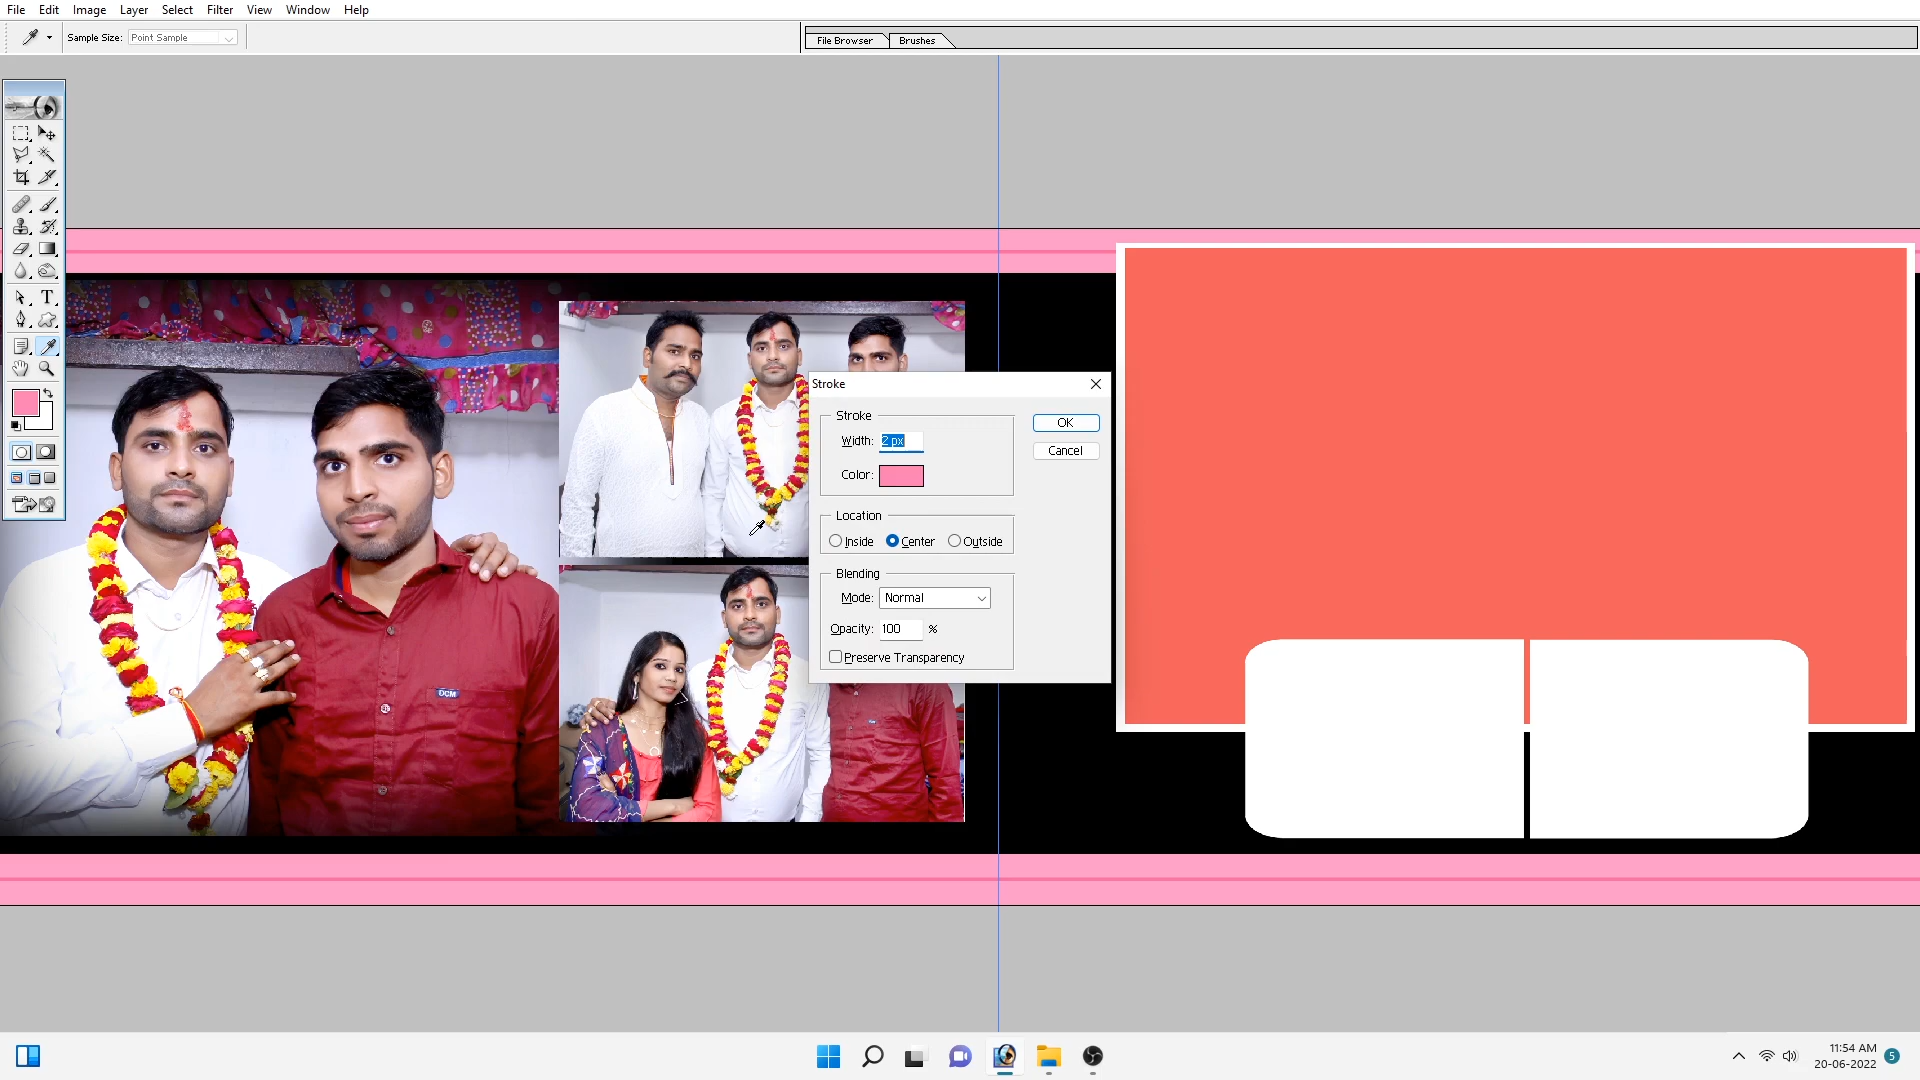 File Edit Image Layer Select Filter View Window Help
Sample Size: Point Sample
File Browser Brushes
T
Stroke
Stroke
Width: 2 px
Color:
OK
Cancel
Location
Inside Center Outside
Blending
Mode: Normal
Opacity: 100 %
Preserve Transparency
DCM
11:54 AM
20-06-2022
5